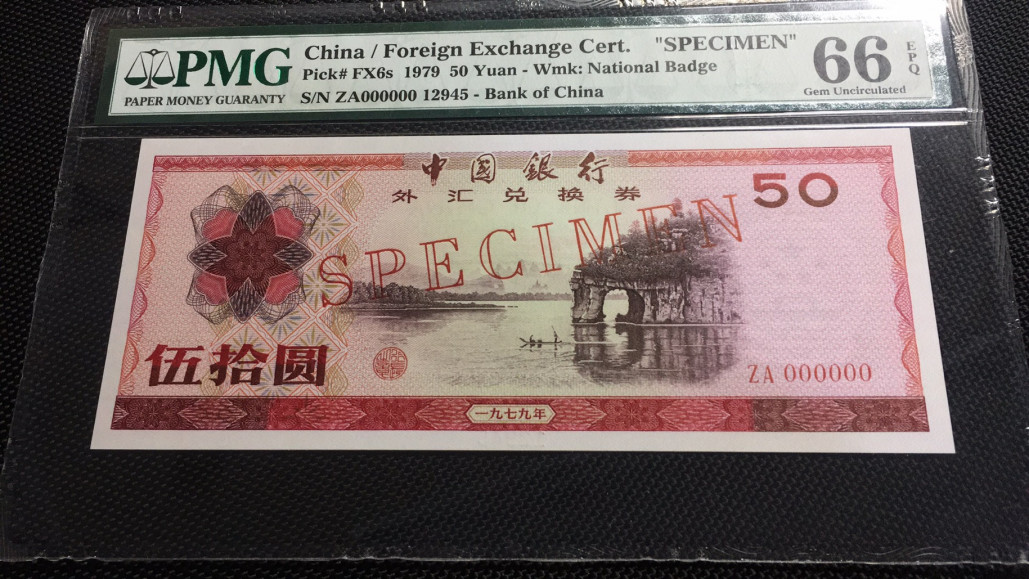 PMG
PAPER MONEY GUARANTY
China / Foreign Exchange Cert. "SPECIMEN"
Pick# FX6s 1979 50 Yuan - Wmk: National Badge
S/N ZA000000 12945 - Bank of China
66
EPQ
Gem Uncirculated
中國銀行
外汇兑换券
50
SPECIMEN
伍拾圆
ZA 000000
一九七九年